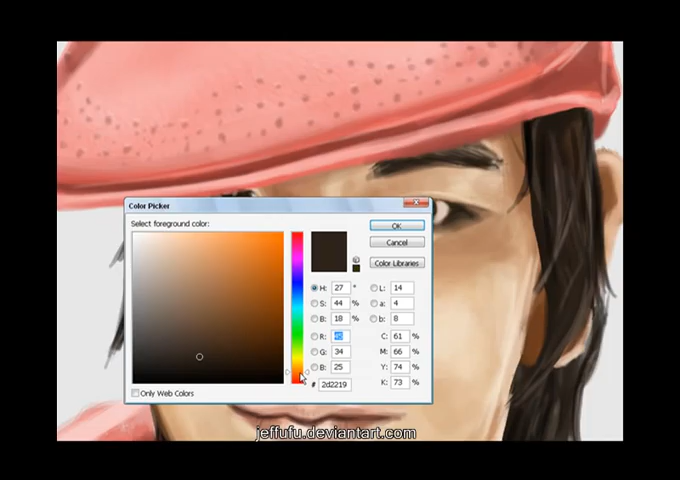 Color Picker
Select foreground color:
OK
Cancel
Color Libraries
H: 27 ° L: 14
S: 44 % a: 4
B: 18 % b: 8
R: 45 C: 61 %
G: 34 M: 66 %
B: 25 Y: 74 %
# 2d2219 K: 73 %
Only Web Colors
jeffufu.deviantart.com